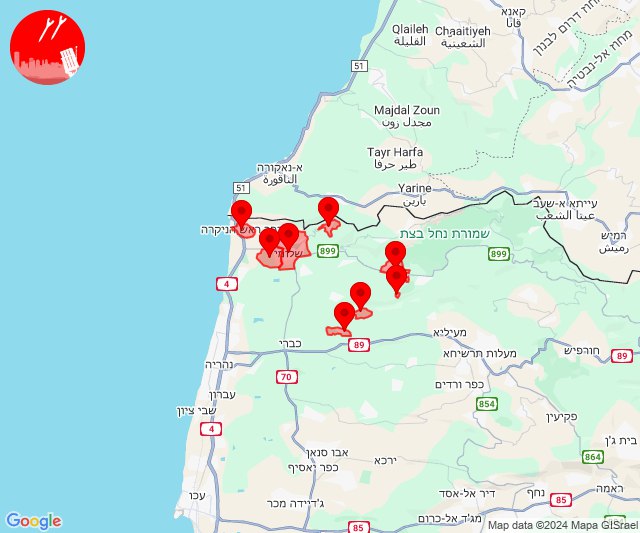 Qlaileh
القليلة
Chaaitiyeh
الشعيتية
קאנא
قانا
מחוז דרום לבנון
מחוז אל-נבטיה
51
Majdal Zoun
مجدل زون
Tayr Harfa
طير حرفا
א-נאקורה
الناقورة
51
Yarine
يارين
עייתא א-שעב
عيتا الشعب
רמיש
رميش
ראש הניקרה
שמורת נחל בצת
שלומי
899
899
4
מעיליא
כברי
89
מעלות תרשיחא
חורפיש
89
נהריה
70
כפר ורדים
עברון
854
שבי ציון
פקיעין
4
בית ג'ן
אבו סנאן
ירכא
864
כפר יאסיף
ראמה
עכו
ג'דיידה מכר
דיר אל-אסד
נחף
85
85
מג'ד אל-כרום
Google
Map data ©2024 Mapa GISrael